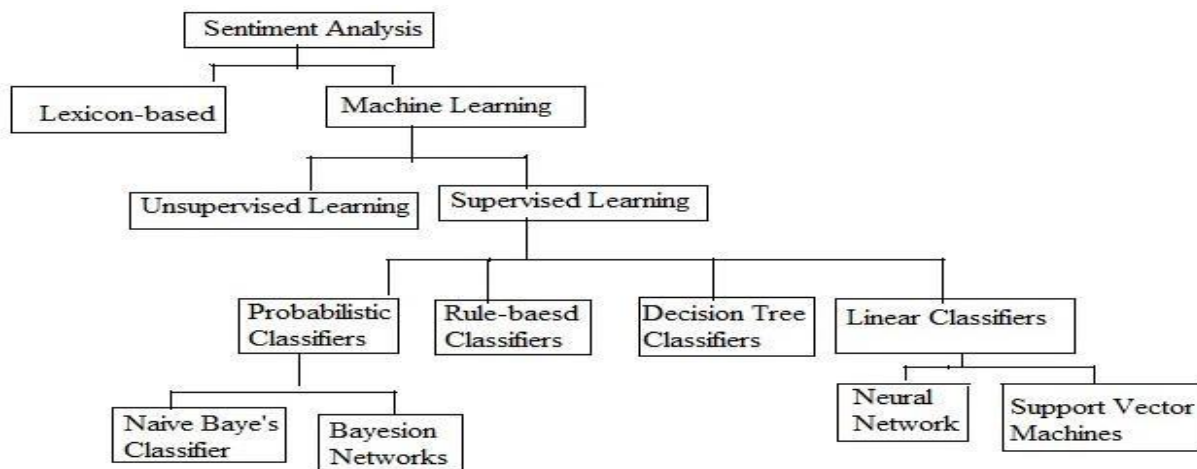 Sentiment Analysis
Lexicon-based
Machine Learning
Unsupervised Learning
Supervised Learning
Probabilistic
Classifiers
Rule-baesd
Classifiers
Decision Tree
Classifiers
Linear Classifiers
Naive Baye's
Classifier
Bayesion
Networks
Neural
Network
Support Vector
Machines